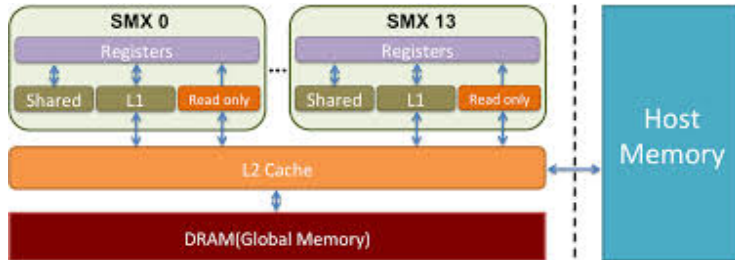 SMX 0
Registers
Shared
L1
Read only
...
SMX 13
Registers
Shared
L1
Read only
L2 Cache
DRAM(Global Memory)
Host
Memory